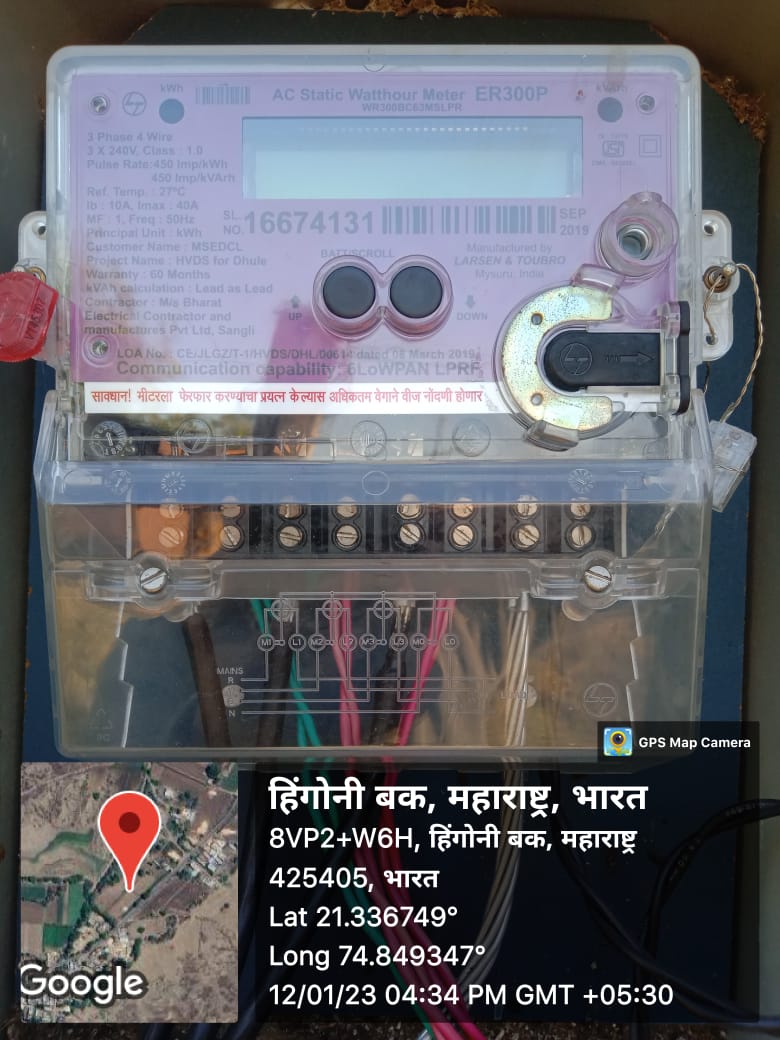 kWh
AC Static Watthour Meter ER300P
WR300BC63MSLPR
kVArh
3 Phase 4 Wire
3 X 240V, Class : 1.0
Pulse Rate:450 Imp/kWh
450 Imp/kVArh
Ref. Temp. : 27°C
Ib : 10A, Imax : 40A
MF : 1, Freq : 50Hz
Principal Unit : kWh
Customer Name : MSEDCL
Project Name : HVDS for Dhule
Warranty : 60 Months
kVAh calculation : Lead as Lead
Contractor : M/s Bharat
Electrical Contractor and
manufactures Pvt Ltd, Sangli
SL.
NO. 16674131
SEP
2019
BATT/SCROLL
UP
DOWN
Manufactured by
LARSEN & TOUBRO
Mysuru, India
LOA No.: CE/JLGZ/T-1/HVDS/DHL/00614 dated 08 March 2019
Communication capability: 6LoWPAN LPRF
सावधान! मीटरला फेरफार करण्याचा प्रयत्न केल्यास अधिकतम वेगाने वीज नोंदणी होणार
M1 L1 M2 L2 M3 L3 M0 L0
MAINS
R
N
LOAD
GPS Map Camera
हिंगोनी बक, महाराष्ट्र, भारत
8VP2+W6H, हिंगोनी बक, महाराष्ट्र
425405, भारत
Lat 21.336749°
Long 74.849347°
12/01/23 04:34 PM GMT +05:30
Google